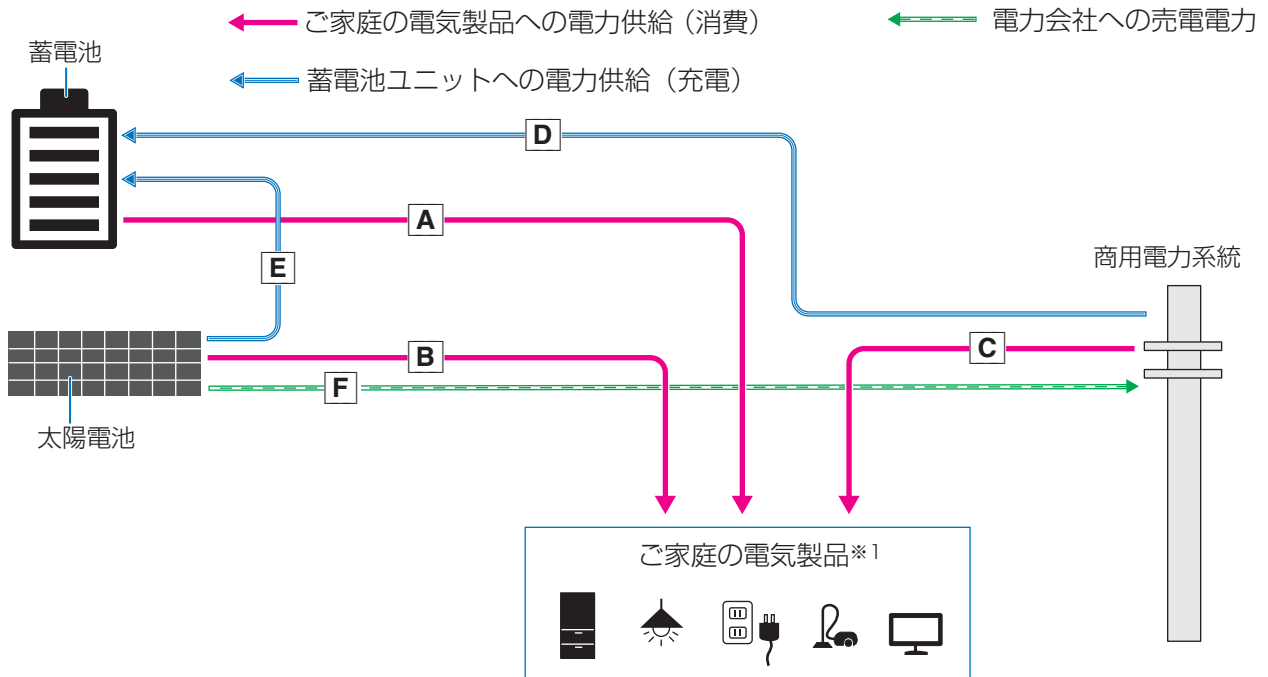 ご家庭の電気製品への電力供給（消費）
電力会社への売電電力
蓄電池ユニットへの電力供給（充電）
蓄電池
D
A
E
商用電力系統
C
B
F
太陽電池
ご家庭の電気製品※1